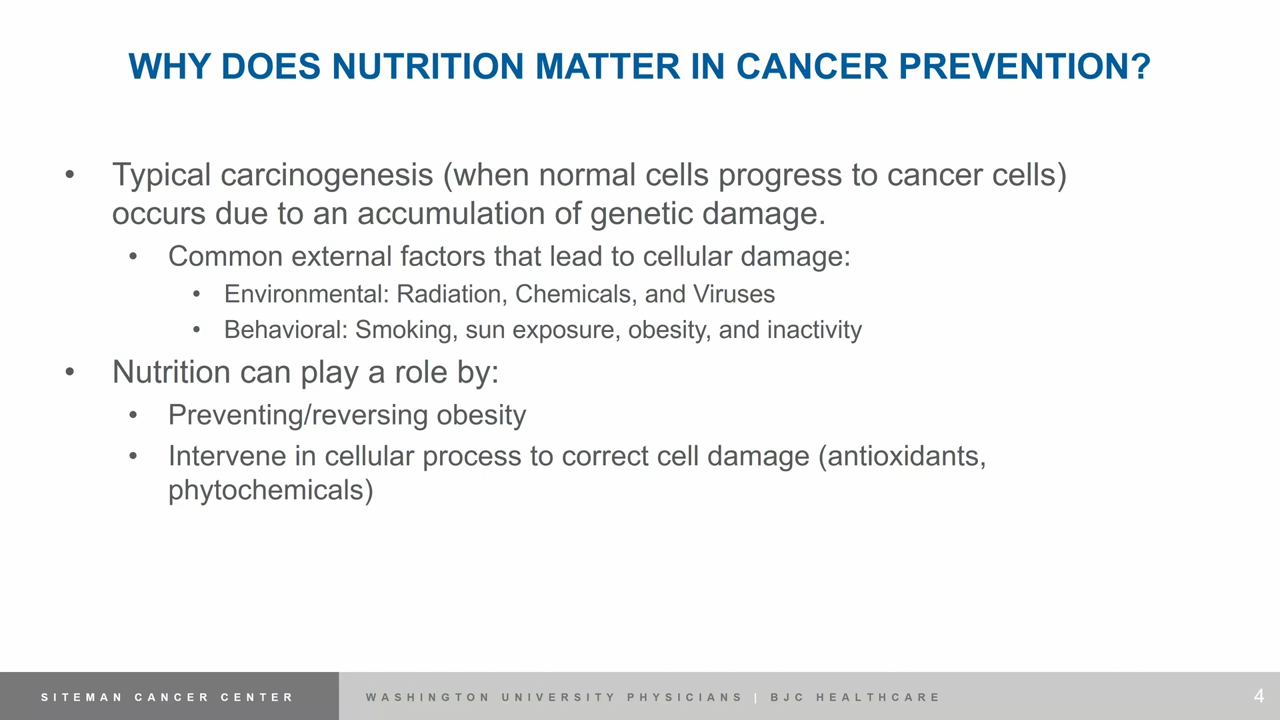 WHY DOES NUTRITION MATTER IN CANCER PREVENTION?
• Typical carcinogenesis (when normal cells progress to cancer cells)
occurs due to an accumulation of genetic damage.
• Common external factors that lead to cellular damage:
• Environmental: Radiation, Chemicals, and Viruses
• Behavioral: Smoking, sun exposure, obesity, and inactivity
• Nutrition can play a role by:
• Preventing/reversing obesity
• Intervene in cellular process to correct cell damage (antioxidants,
phytochemicals)
SITEMAN CANCER CENTER WASHINGTON UNIVERSITY PHYSICIANS | BJC HEALTHCARE 4